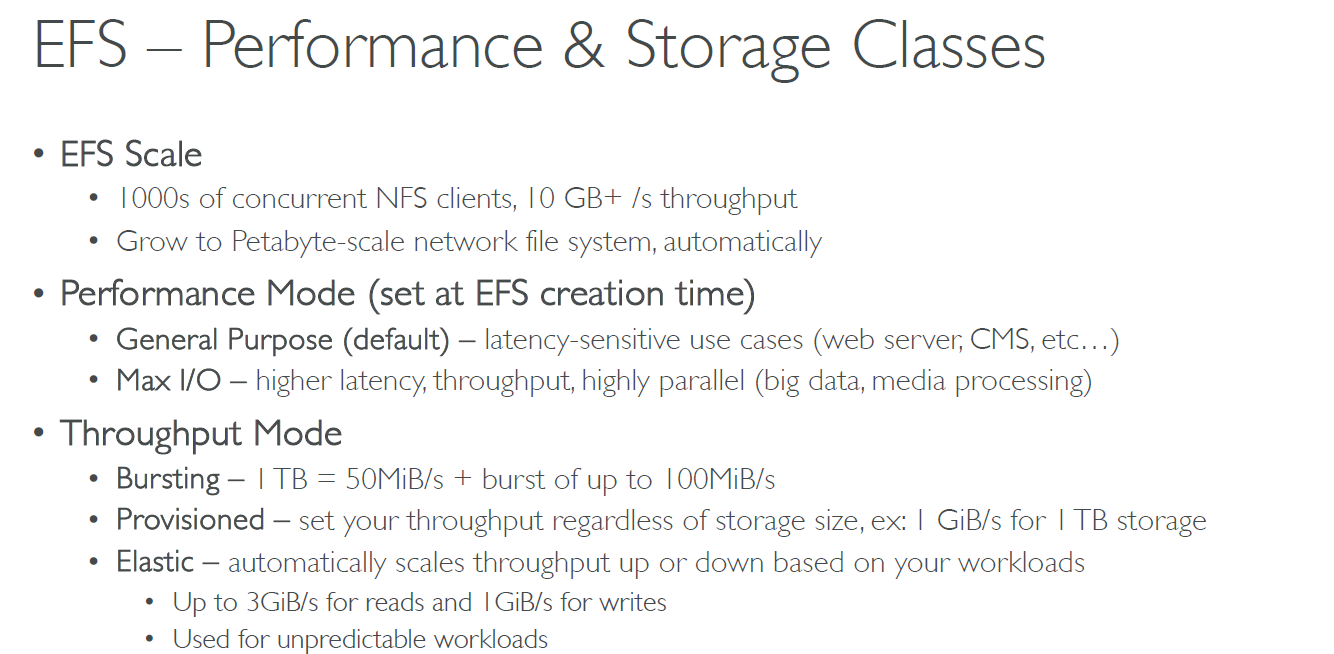 EFS – Performance & Storage Classes
• EFS Scale
• 1000s of concurrent NFS clients, 10 GB+ /s throughput
• Grow to Petabyte-scale network file system, automatically
• Performance Mode (set at EFS creation time)
• General Purpose (default) – latency-sensitive use cases (web server, CMS, etc…)
• Max I/O – higher latency, throughput, highly parallel (big data, media processing)
• Throughput Mode
• Bursting – 1 TB = 50MiB/s + burst of up to 100MiB/s
• Provisioned – set your throughput regardless of storage size, ex: 1 GiB/s for 1 TB storage
• Elastic – automatically scales throughput up or down based on your workloads
• Up to 3GiB/s for reads and 1GiB/s for writes
• Used for unpredictable workloads